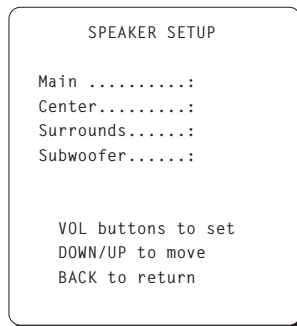 SPEAKER SETUP
Main ..........:
Center.........:
Surrounds......:
Subwoofer......:
VOL buttons to set
DOWN/UP to move
BACK to return